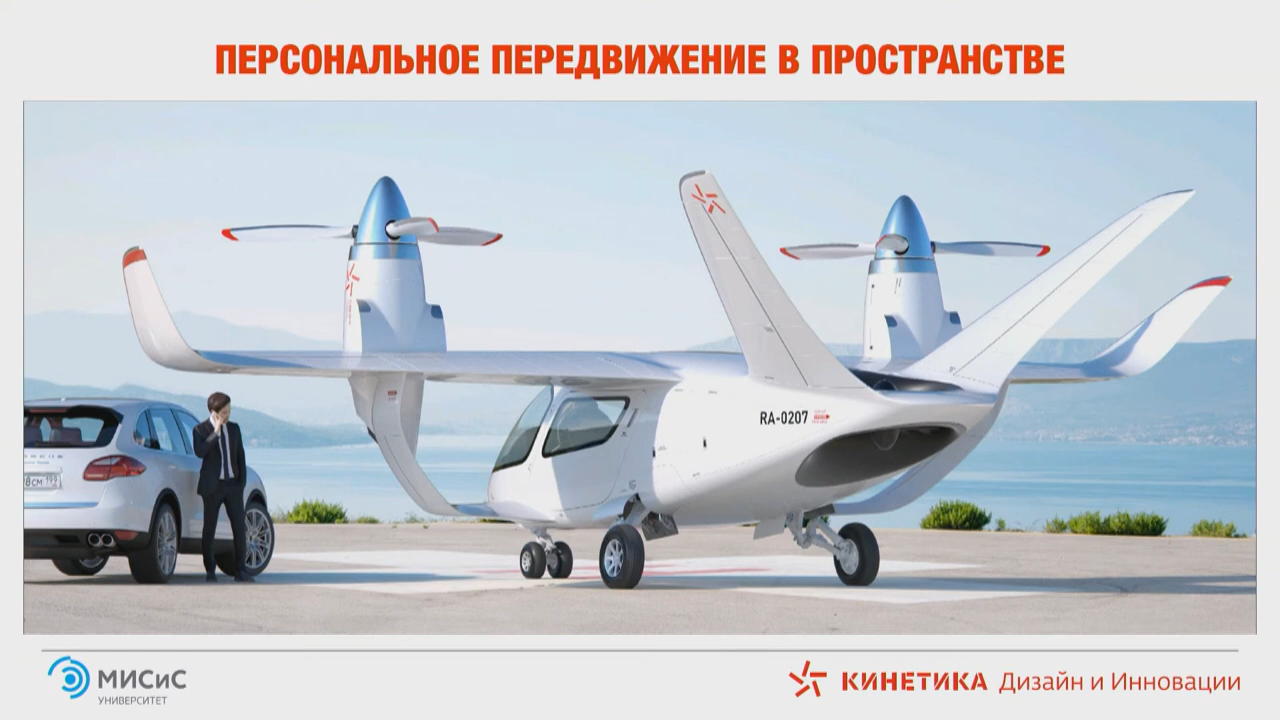 ПЕРСОНАЛЬНОЕ ПЕРЕДВИЖЕНИЕ В ПРОСТРАНСТВЕ
RA-0207
МИСиС
УНИВЕРСИТЕТ
КИНЕТИКА Дизайн и Инновации